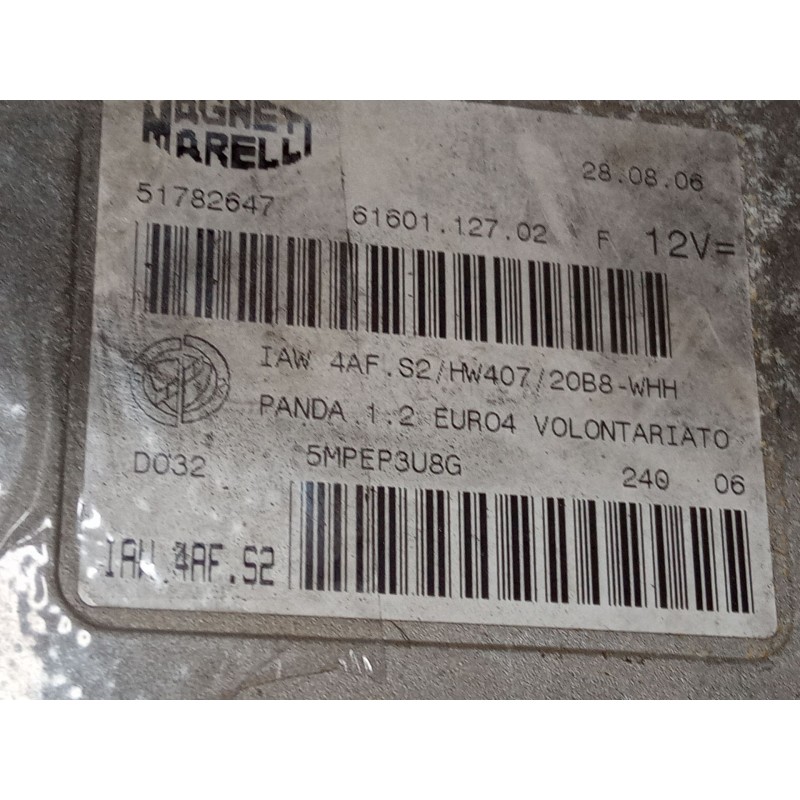 MAGNETI
MARELLI
28.08.06
51782647
61601.127.02 F 12V=
IAW 4AF.S2/HW407/20B8-WHH
PANDA 1.2 EURO4 VOLONTARIATO
D032 5MPEP3U8G 240 06
IAW 4AF.S2